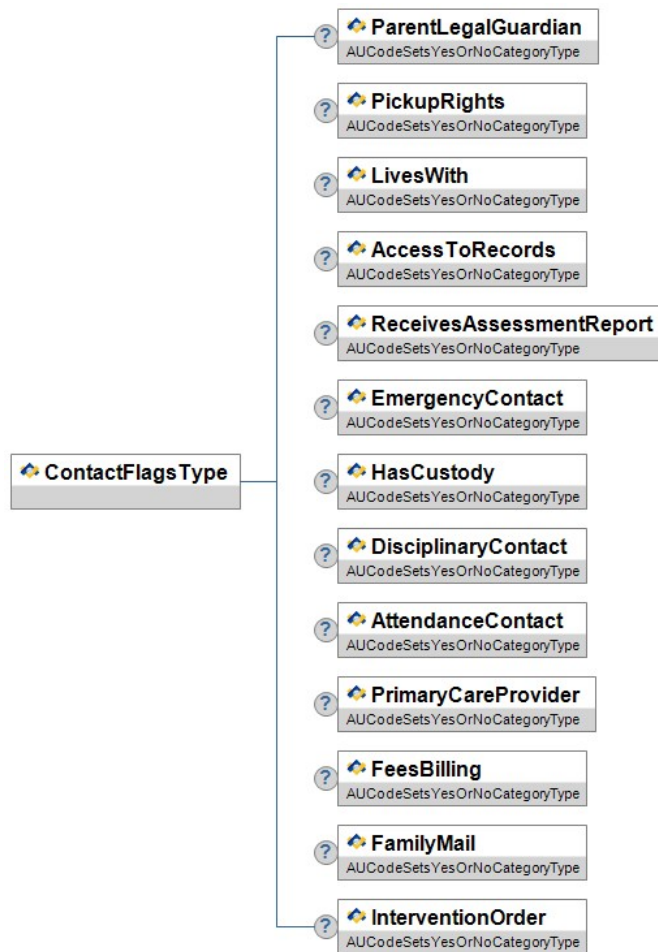 ?
ParentLegalGuardian
AUCodeSetsYesOrNoCategoryType
?
PickupRights
AUCodeSetsYesOrNoCategoryType
?
LivesWith
AUCodeSetsYesOrNoCategoryType
?
AccessToRecords
AUCodeSetsYesOrNoCategoryType
?
ReceivesAssessmentReport
AUCodeSetsYesOrNoCategoryType
?
EmergencyContact
AUCodeSetsYesOrNoCategoryType
ContactFlagsType
?
HasCustody
AUCodeSetsYesOrNoCategoryType
?
DisciplinaryContact
AUCodeSetsYesOrNoCategoryType
?
AttendanceContact
AUCodeSetsYesOrNoCategoryType
?
PrimaryCareProvider
AUCodeSetsYesOrNoCategoryType
?
FeesBilling
AUCodeSetsYesOrNoCategoryType
?
FamilyMail
AUCodeSetsYesOrNoCategoryType
?
InterventionOrder
AUCodeSetsYesOrNoCategoryType